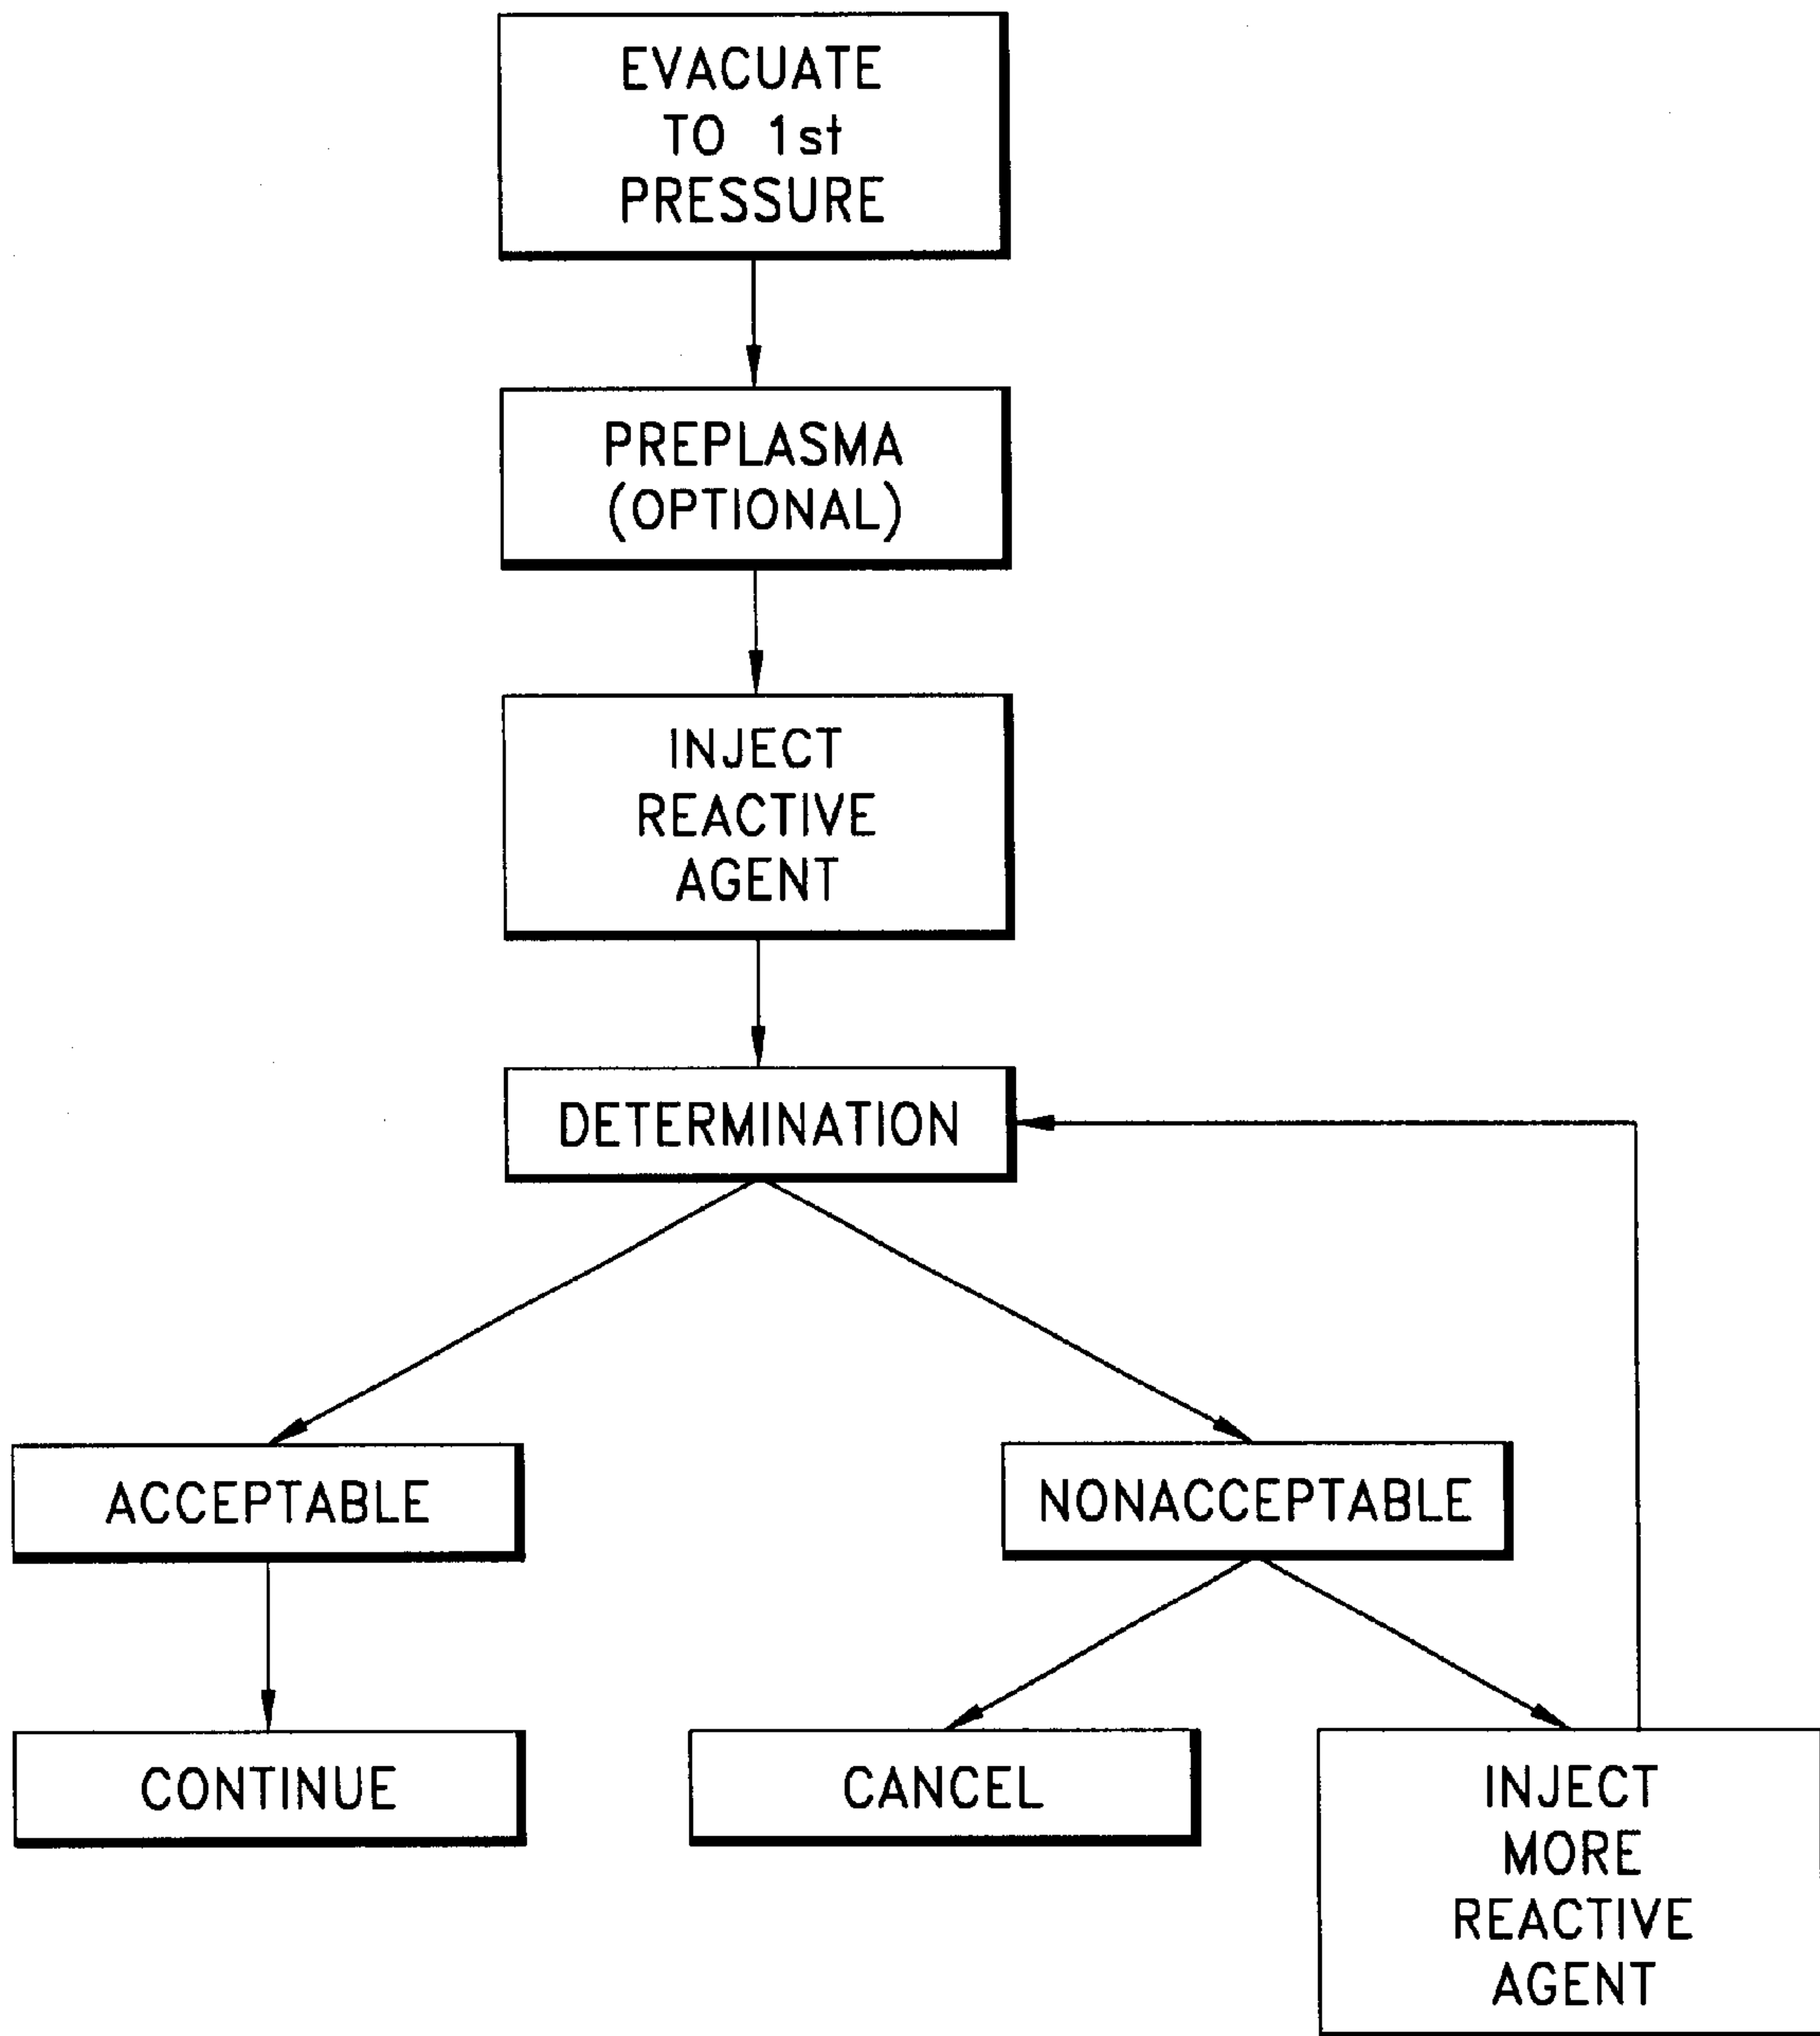 EVACUATE
TO 1st
PRESSURE
PREPLASMA
(OPTIONAL)
INJECT
REACTIVE
AGENT
DETERMINATION
ACCEPTABLE
NONACCEPTABLE
CONTINUE
CANCEL
INJECT
MORE
REACTIVE
AGENT